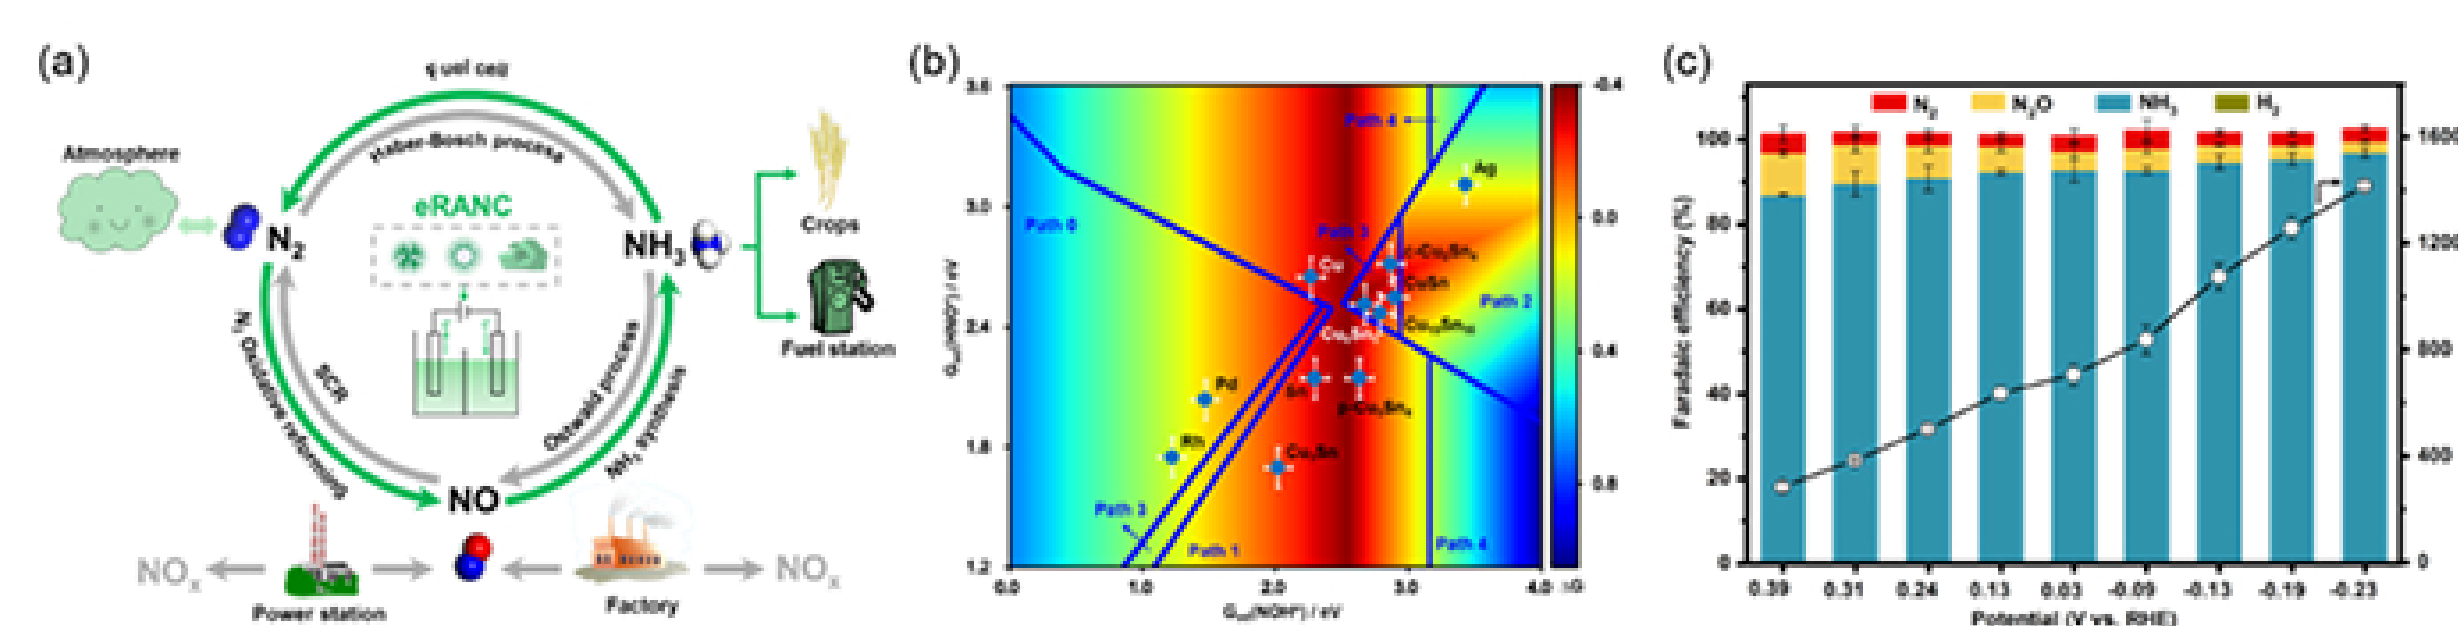 (a)
Fuel cell
Haber-Bosch process
Atmosphere
eRANC
N₂
NH₃
Crops
Fuel station
N₂ Oxidative reforming
SCR
Ostwald process
NH₃ synthesis
NO
NOₓ
NOₓ
Power station
Factory
(b)
3.6
3.0
2.4
1.8
1.2
0.0
1.0
2.0
3.0
4.0
Path 4
Ag
Path 0
Path 3
Cu
CuSn
Path 2
Sn
Pd
Rh
Cu₃Sn
Path 3
Path 1
Path 4
-0.4
0.0
0.4
0.8
ΔG
(c)
N₂
N₂O
NH₃
H₂
Faradaic efficiency (%)
100
80
60
40
20
0
1600
1200
800
400
0
0.39
0.31
0.24
0.13
0.03
-0.09
-0.13
-0.19
-0.23
Potential (V vs. RHE)